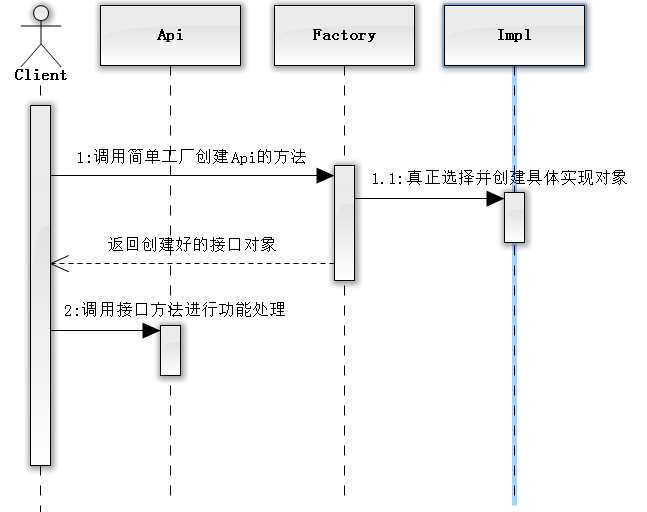 Api
Factory
Impl
Client
1:调用简单工厂创建Api的方法
1.1:真正选择并创建具体实现对象
返回创建好的接口对象
2:调用接口方法进行功能处理